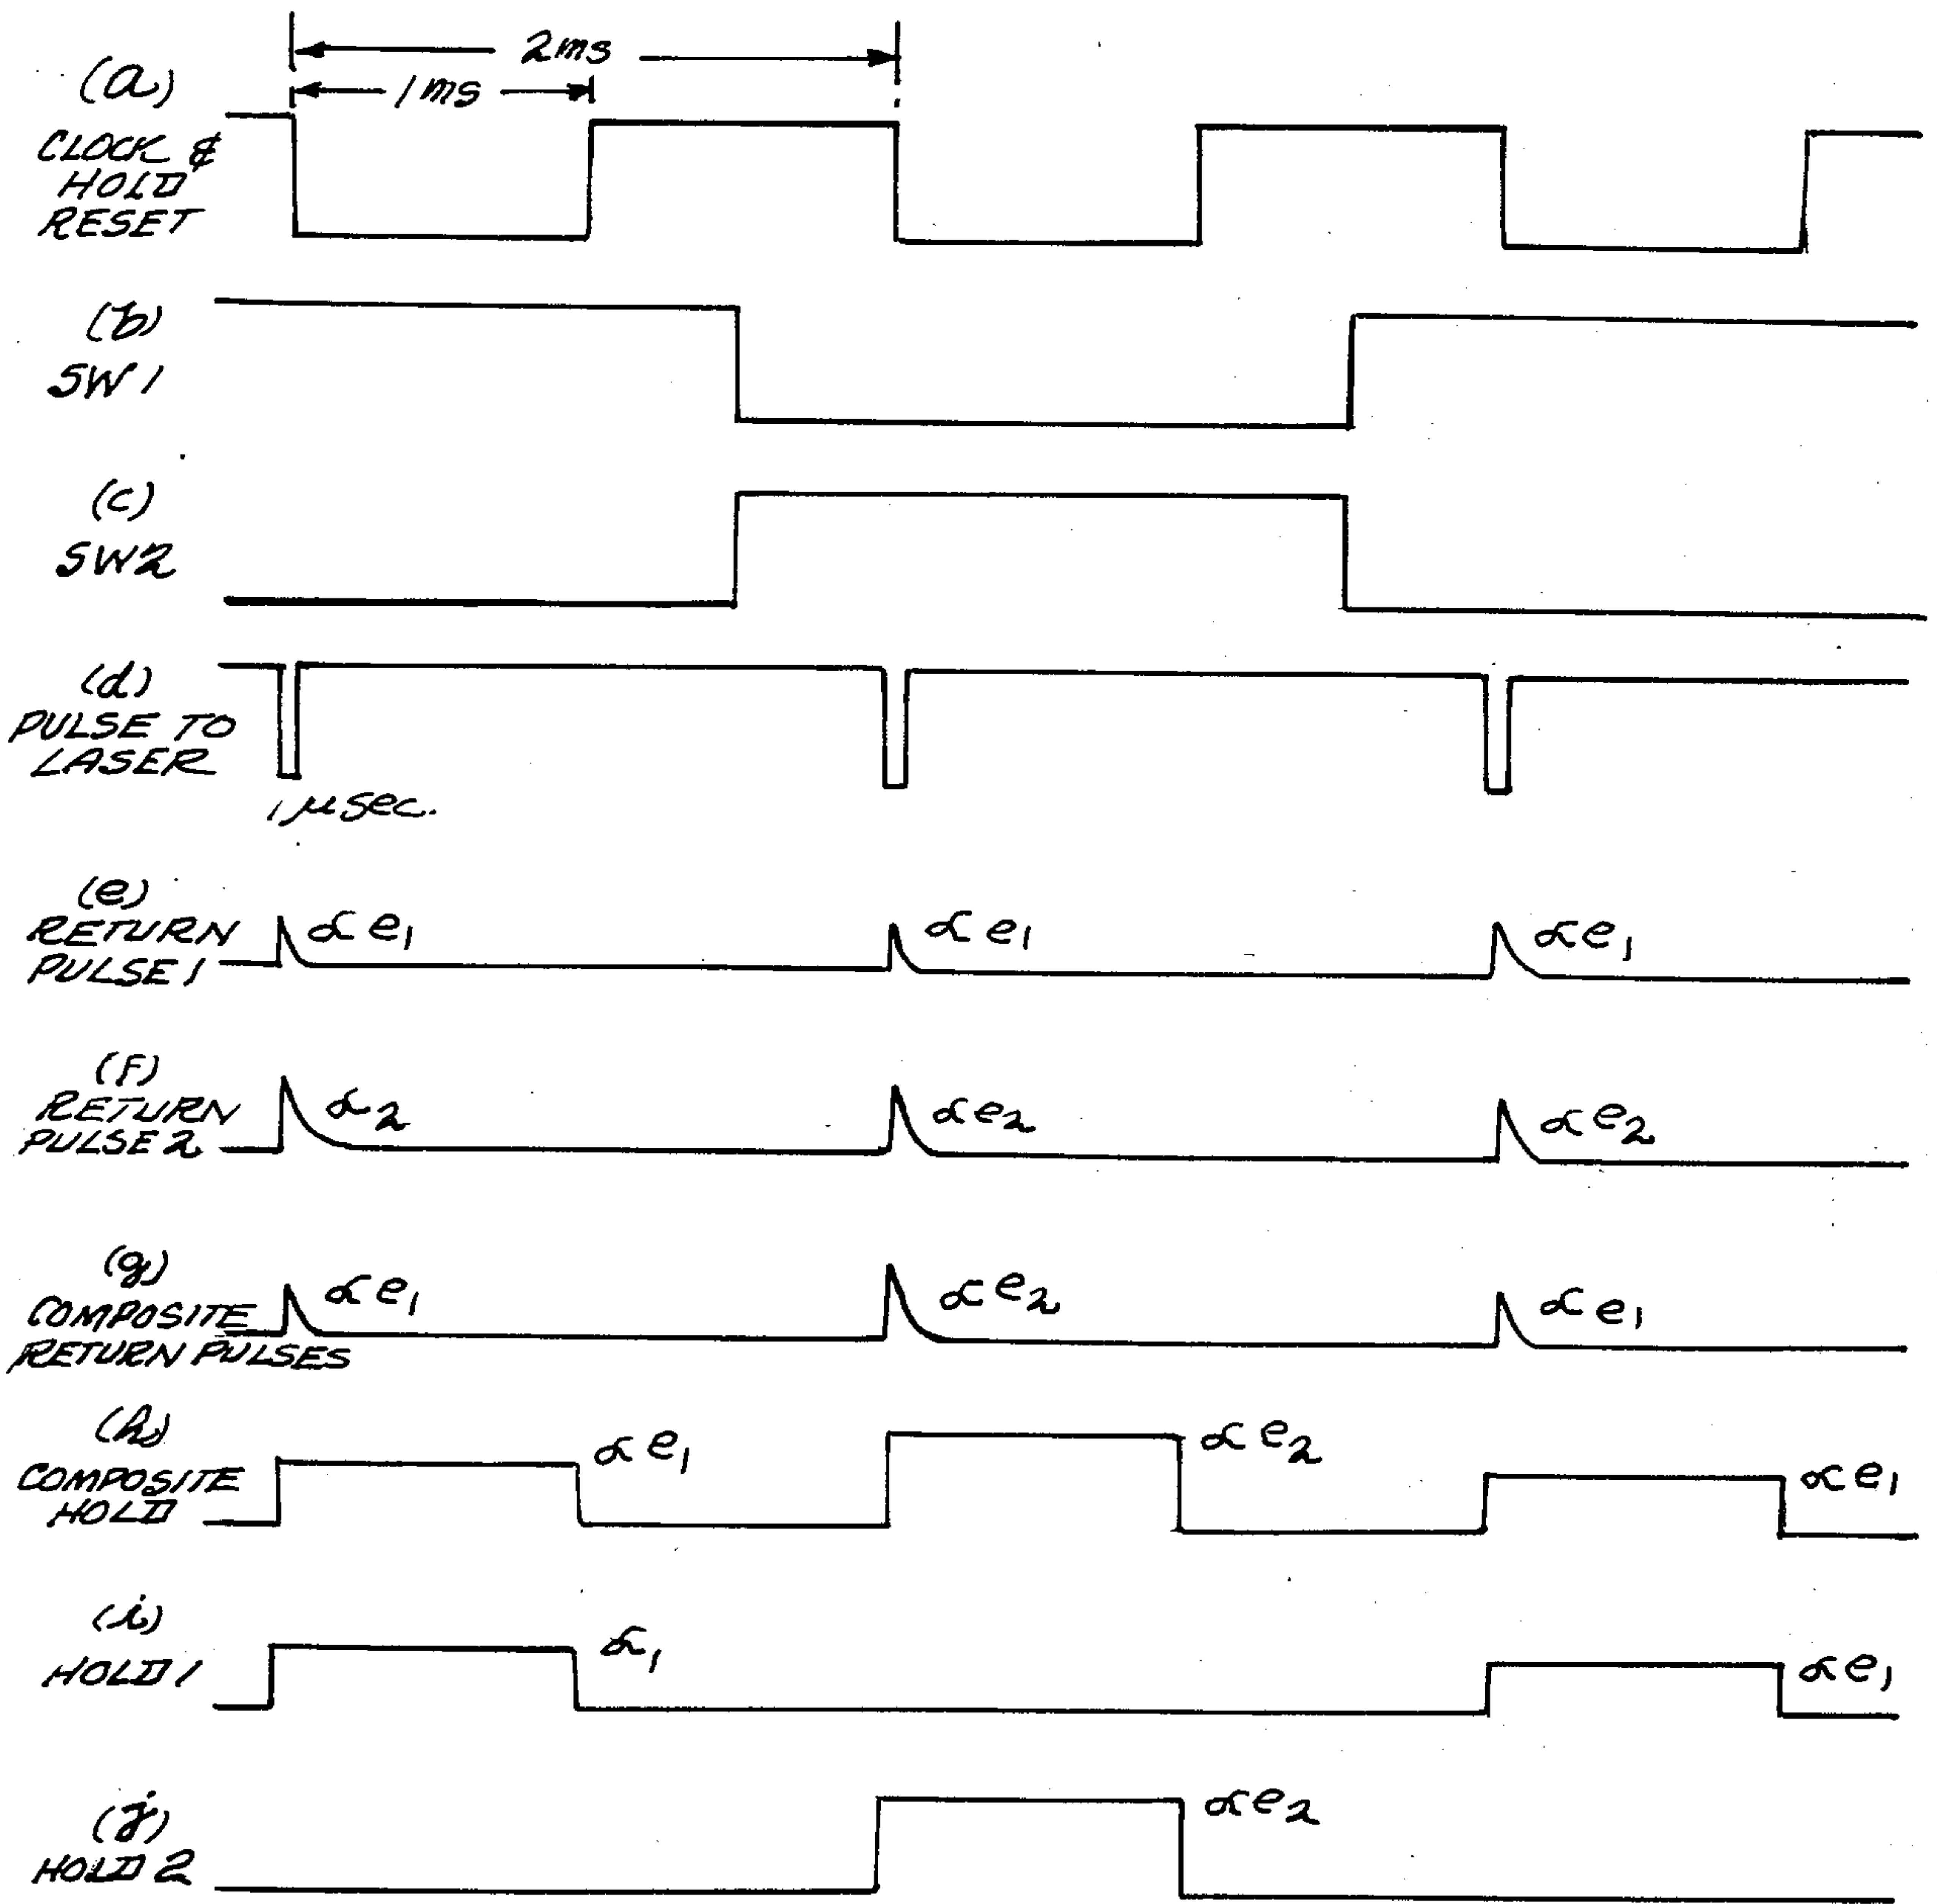 2ms
1ms
(a)
CLOCK &
HOLD
RESET
(b)
SW1
(c)
SW2
(d)
PULSE TO
LASER
1 μsec.
(e)
RETURN
PULSE 1
∝ e₁
∝ e₁
∝ e₁
(f)
RETURN
PULSE 2
∝ ₂
∝ e₂
∝ e₂
(g)
COMPOSITE
RETURN PULSES
∝ e₁
∝ e₂
∝ e₁
(h)
COMPOSITE
HOLD
∝ e₁
∝ e₂
∝ e₁
(i)
HOLD 1
∝ ₁
∝ e₁
(j)
HOLD 2
∝ e₂